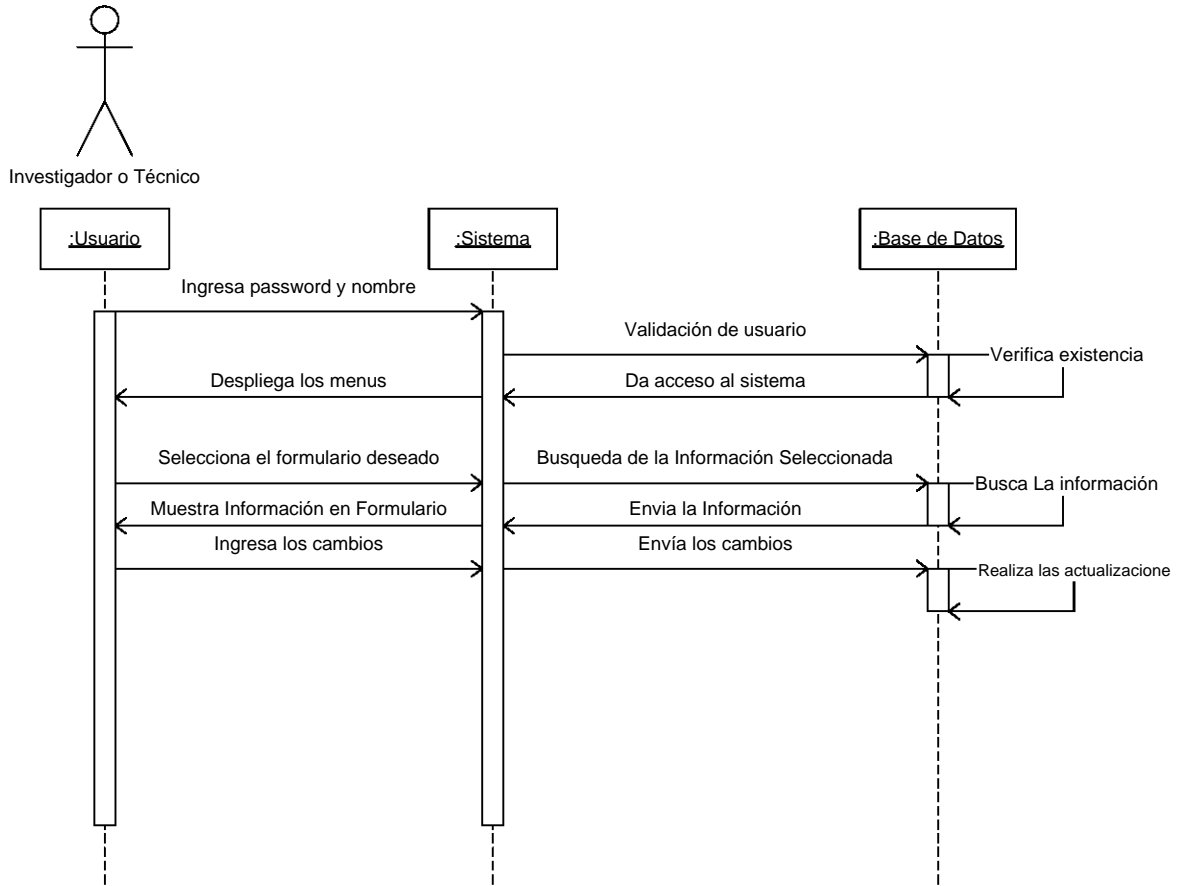 Investigador o Técnico
:Usuario
:Sistema
:Base de Datos
Ingresa password y nombre
Validación de usuario
Verifica existencia
Despliega los menus
Da acceso al sistema
Selecciona el formulario deseado
Busqueda de la Información Seleccionada
Busca La información
Muestra Información en Formulario
Envia la Información
Ingresa los cambios
Envía los cambios
Realiza las actualizacione